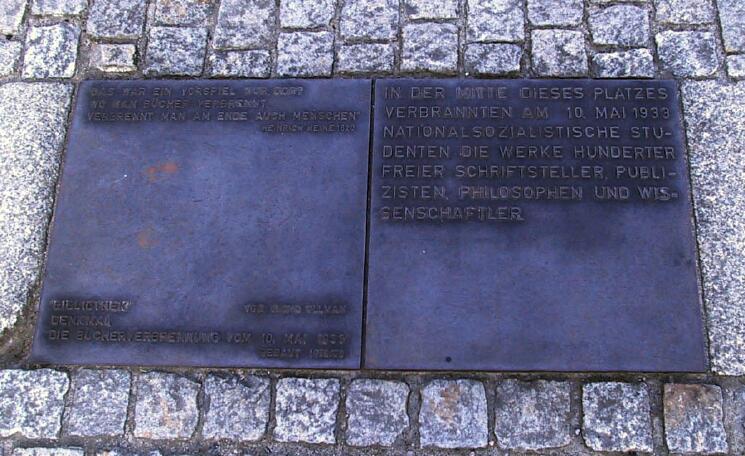 DAS WAR EIN VORSPIEL NUR, DORT
WO MAN BÜCHER VERBRENNT,
VERBRENNT MAN AM ENDE AUCH MENSCHEN"
HEINRICH HEINE 1820
"BIBLIOTHEK"
DENKMAL
VON MICHA ULLMAN
DIE BÜCHERVERBRENNUNG VOM 10. MAI 1933
GEBAUT
IN DER MITTE DIESES PLATZES
VERBRANNTEN AM 10. MAI 1933
NATIONALSOZIALISTISCHE STU-
DENTEN DIE WERKE HUNDERTER
FREIER SCHRIFTSTELLER, PUBLI-
ZISTEN, PHILOSOPHEN UND WIS-
SENSCHAFTLER